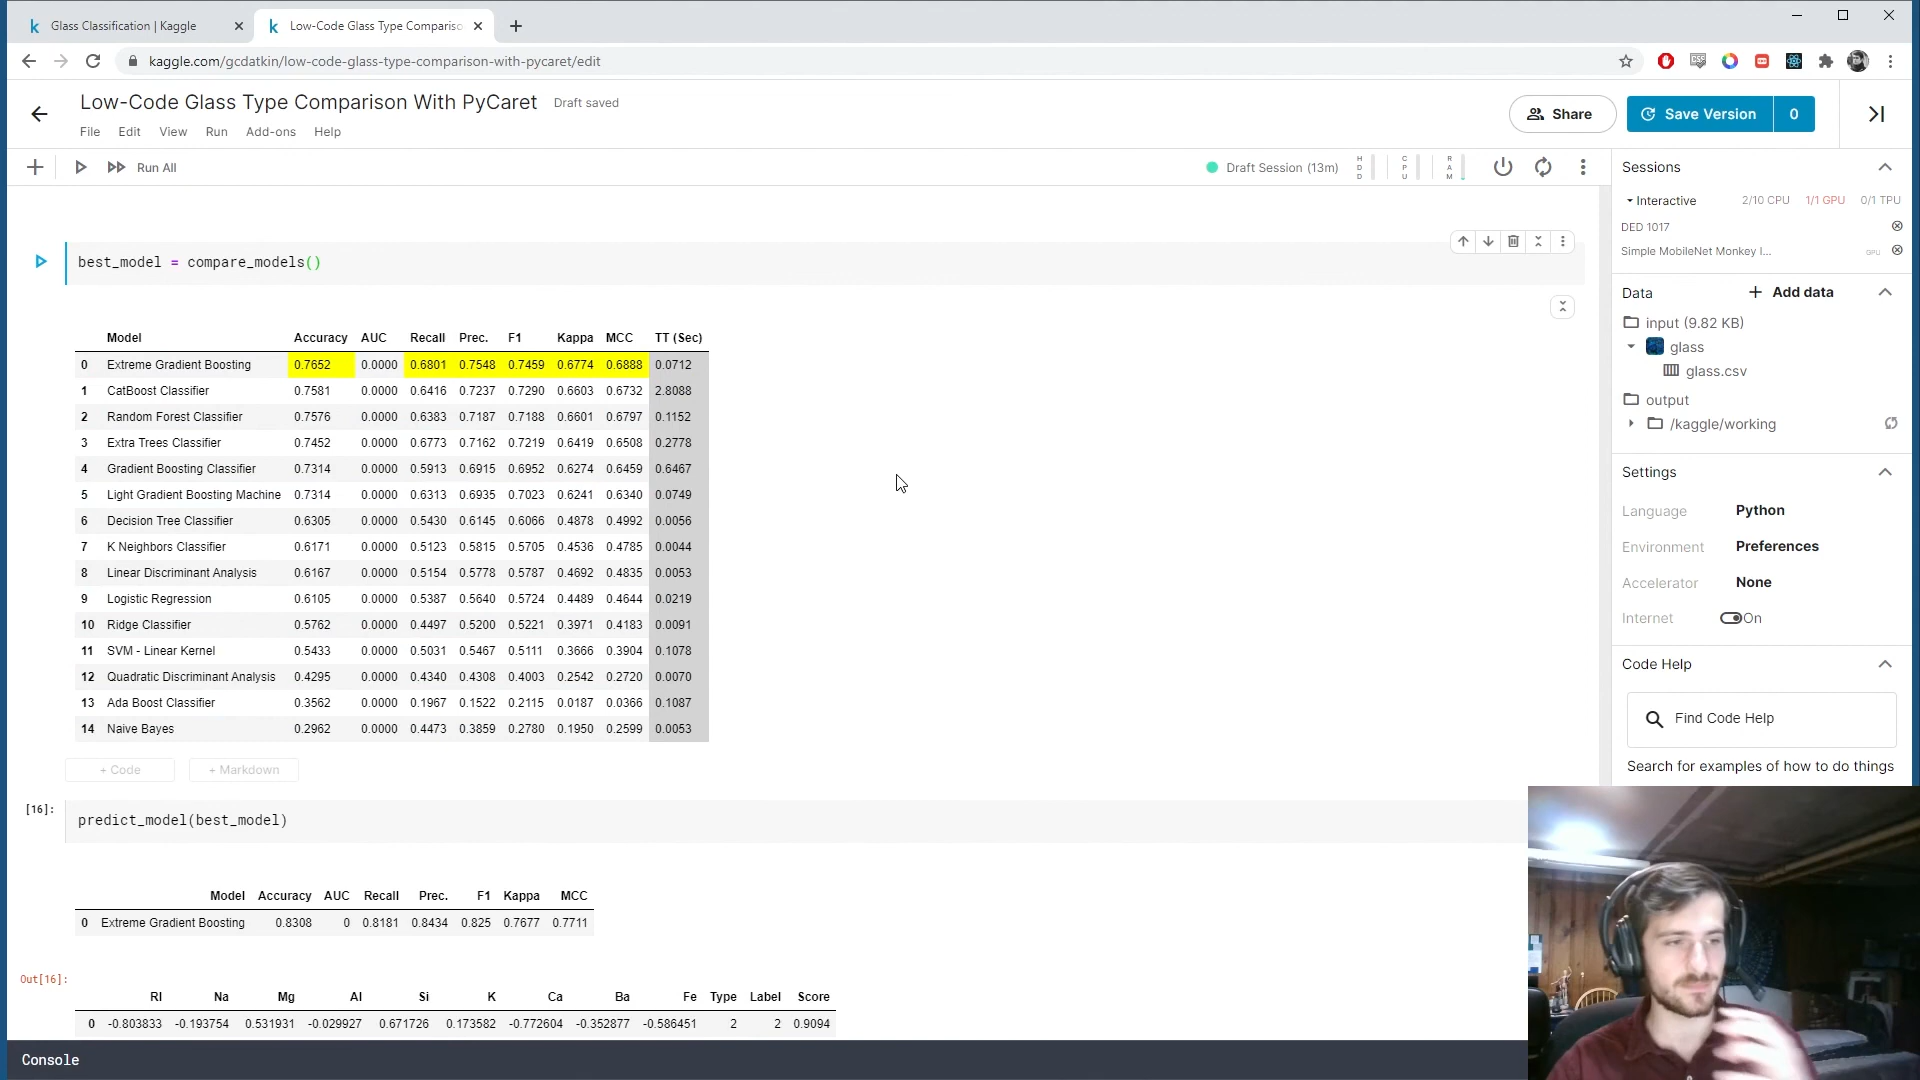 Glass Classification | Kaggle
Low-Code Glass Type Compariso
kaggle.com/gcdatkin/low-code-glass-type-comparison-with-pycaret/edit
Low-Code Glass Type Comparison With PyCaret Draft saved
Share
Save Version 0
File Edit View Run Add-ons Help
Run All
Draft Session (13m)
HDD
CPU
RAM
best_model = compare_models()
Model Accuracy AUC Recall Prec. F1 Kappa MCC TT (Sec)
0 Extreme Gradient Boosting 0.7652 0.0000 0.6801 0.7548 0.7459 0.6774 0.6888 0.0712
1 CatBoost Classifier 0.7581 0.0000 0.6416 0.7237 0.7290 0.6603 0.6732 2.8088
2 Random Forest Classifier 0.7576 0.0000 0.6383 0.7187 0.7188 0.6601 0.6797 0.1152
3 Extra Trees Classifier 0.7452 0.0000 0.6773 0.7162 0.7219 0.6419 0.6508 0.2778
4 Gradient Boosting Classifier 0.7314 0.0000 0.5913 0.6915 0.6952 0.6274 0.6459 0.6467
5 Light Gradient Boosting Machine 0.7314 0.0000 0.6313 0.6935 0.7023 0.6241 0.6340 0.0749
6 Decision Tree Classifier 0.6305 0.0000 0.5430 0.6145 0.6066 0.4878 0.4992 0.0056
7 K Neighbors Classifier 0.6171 0.0000 0.5123 0.5815 0.5705 0.4536 0.4785 0.0044
8 Linear Discriminant Analysis 0.6167 0.0000 0.5154 0.5778 0.5787 0.4692 0.4835 0.0053
9 Logistic Regression 0.6105 0.0000 0.5387 0.5640 0.5724 0.4489 0.4644 0.0219
10 Ridge Classifier 0.5762 0.0000 0.4497 0.5200 0.5221 0.3971 0.4183 0.0091
11 SVM - Linear Kernel 0.5433 0.0000 0.5031 0.5467 0.5111 0.3666 0.3904 0.1078
12 Quadratic Discriminant Analysis 0.4295 0.0000 0.4340 0.4308 0.4003 0.2542 0.2720 0.0070
13 Ada Boost Classifier 0.3562 0.0000 0.1967 0.1522 0.2115 0.0187 0.0366 0.1087
14 Naive Bayes 0.2962 0.0000 0.4473 0.3859 0.2780 0.1950 0.2599 0.0053
+ Code + Markdown
[16]:
predict_model(best_model)
Model Accuracy AUC Recall Prec. F1 Kappa MCC
0 Extreme Gradient Boosting 0.8308 0 0.8181 0.8434 0.825 0.7677 0.7711
Out[16]:
RI Na Mg Al Si K Ca Ba Fe Type Label Score
0 -0.803833 -0.193754 0.531931 -0.029927 0.671726 0.173582 -0.772604 -0.352877 -0.586451 2 2 0.9094
Console
Sessions
Interactive 2/10 CPU 1/1 GPU 0/1 TPU
DED 1017
Simple MobileNet Monkey I... GPU
Data + Add data
input (9.82 KB)
glass
glass.csv
output
/kaggle/working
Settings
Language Python
Environment Preferences
Accelerator None
Internet On
Code Help
Find Code Help
Search for examples of how to do things